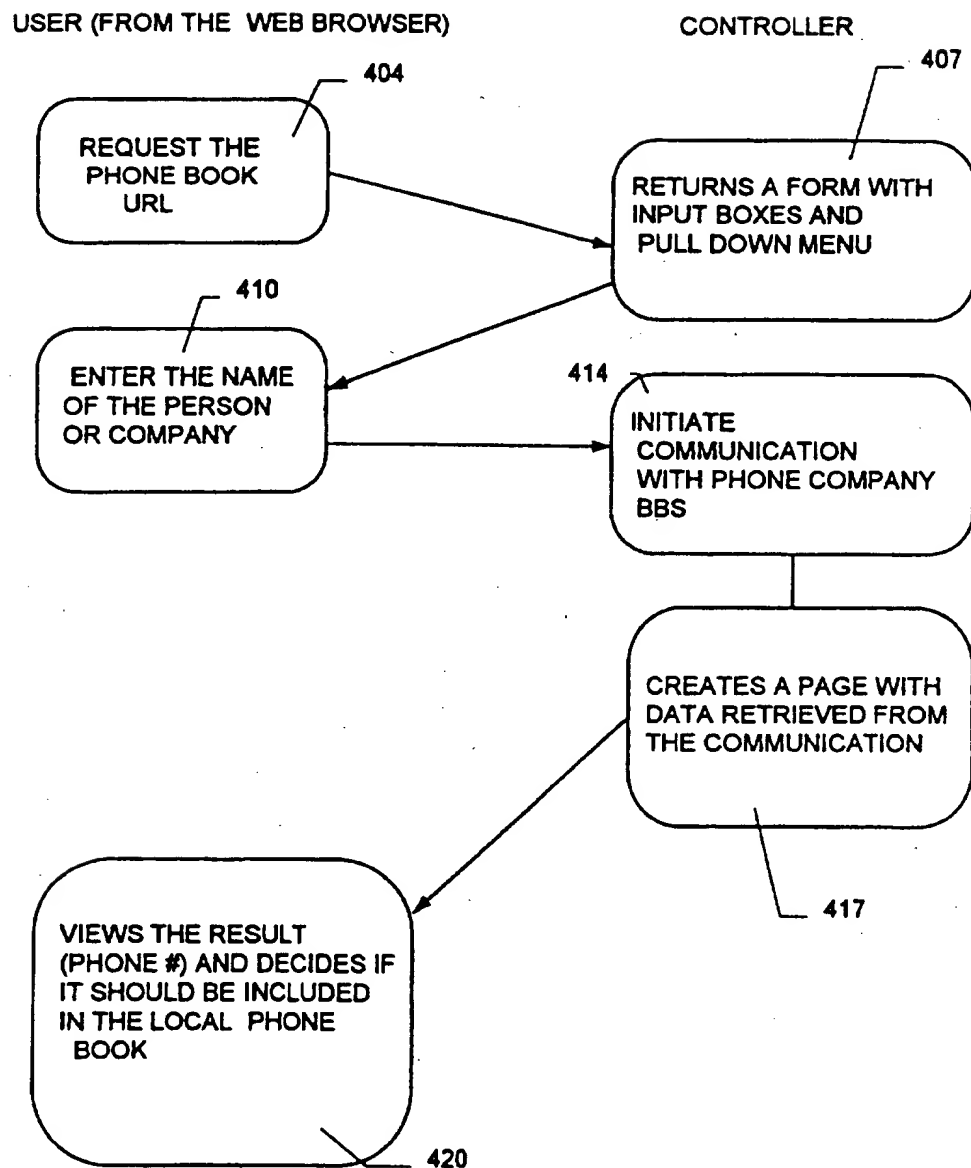 USER (FROM THE WEB BROWSER)
CONTROLLER
404
407
REQUEST THE
PHONE BOOK
URL
RETURNS A FORM WITH
INPUT BOXES AND
PULL DOWN MENU
410
ENTER THE NAME
OF THE PERSON
OR COMPANY
414
INITIATE
COMMUNICATION
WITH PHONE COMPANY
BBS
CREATES A PAGE WITH
DATA RETRIEVED FROM
THE COMMUNICATION
417
VIEWS THE RESULT
(PHONE #) AND DECIDES IF
IT SHOULD BE INCLUDED
IN THE LOCAL PHONE
BOOK
420